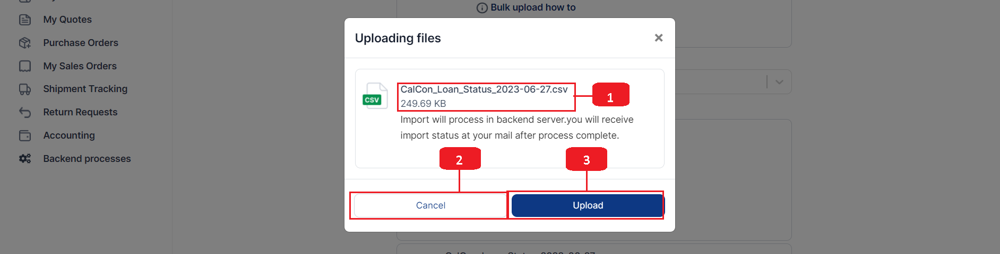 Bulk upload how to
My Quotes
Purchase Orders
My Sales Orders
Shipment Tracking
Return Requests
Accounting
Backend processes
Uploading files
CSV
CalCon_Loan_Status_2023-06-27.csv
249.69 KB
1
Import will process in backend server.you will receive
import status at your mail after process complete.
2
3
Cancel
Upload